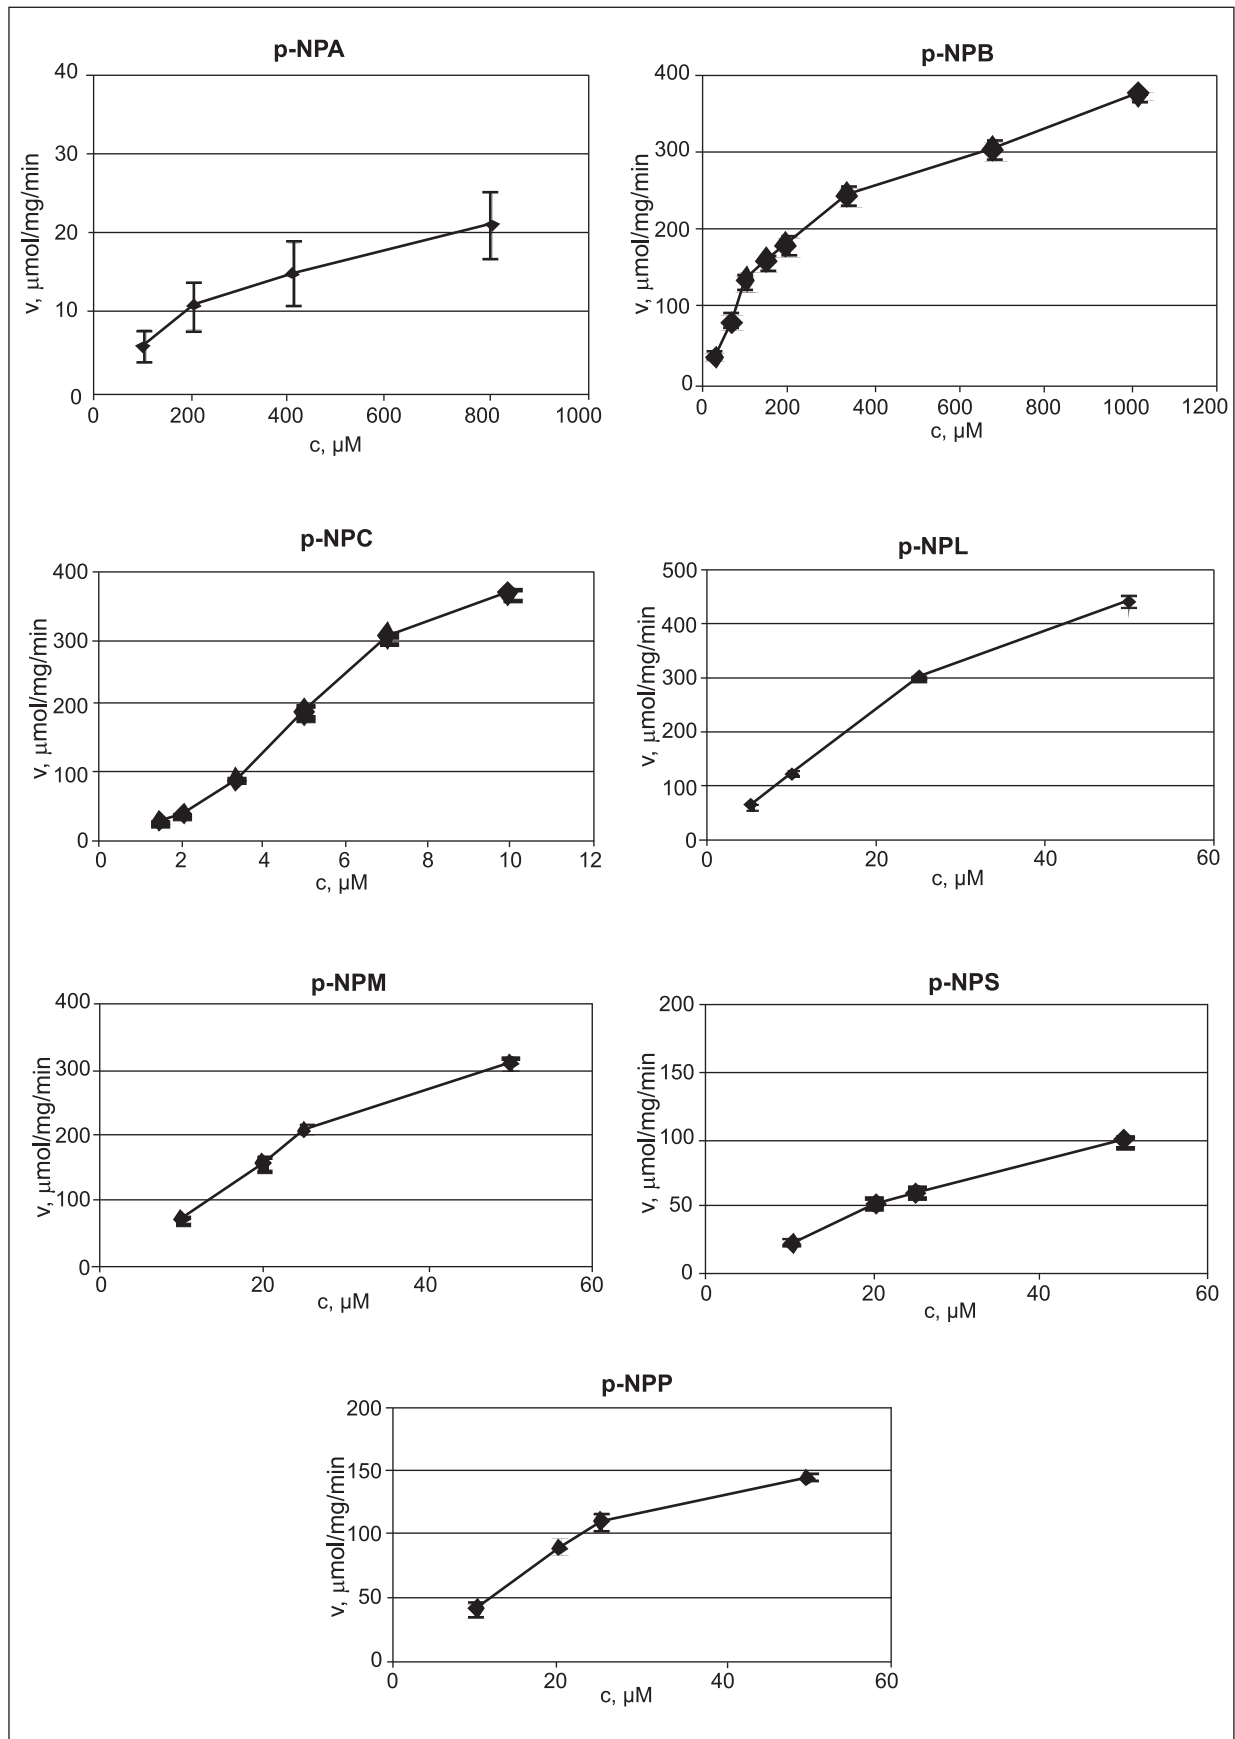 p-NPA
40
30
20
10
0
v, µmol/mg/min
0 200 400 600 800 1000
c, µM
p-NPB
400
300
200
100
0
v, µmol/mg/min
0 200 400 600 800 1000 1200
c, µM
p-NPC
400
300
200
100
0
v, µmol/mg/min
0 2 4 6 8 10 12
c, µM
p-NPL
500
400
300
200
100
0
v, µmol/mg/min
0 20 40 60
c, µM
p-NPM
400
300
200
100
0
v, µmol/mg/min
0 20 40 60
c, µM
p-NPS
200
150
100
50
0
v, µmol/mg/min
0 20 40 60
c, µM
p-NPP
200
150
100
50
0
v, µmol/mg/min
0 20 40 60
c, µM